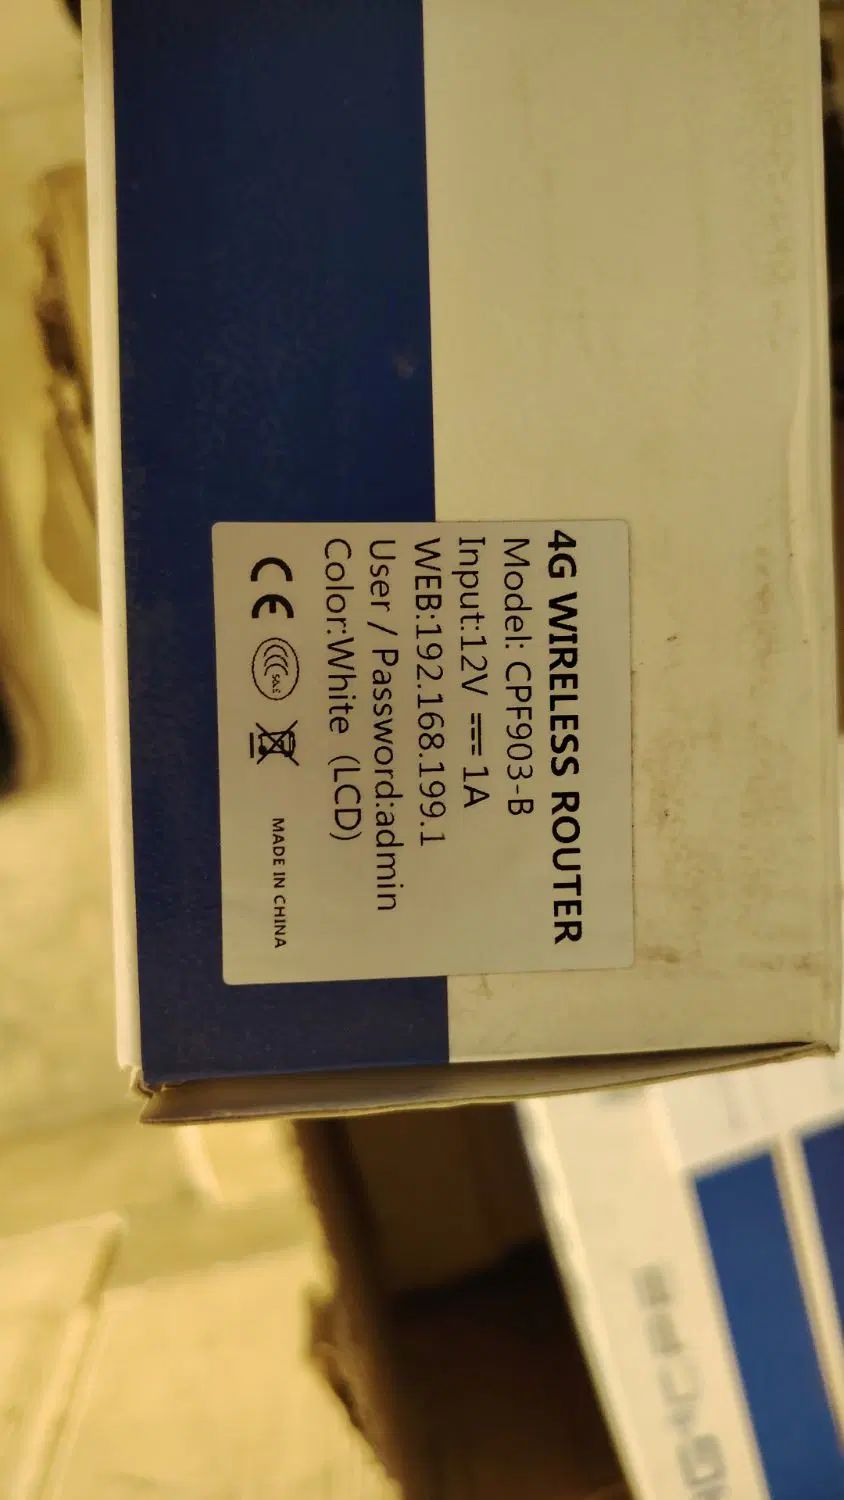 4G WIRELESS ROUTER
Model: CPF903-B
Input:12V ⎓ 1A
WEB:192.168.199.1
User / Password:admin
Color:White (LCD)
CE
MADE IN CHINA